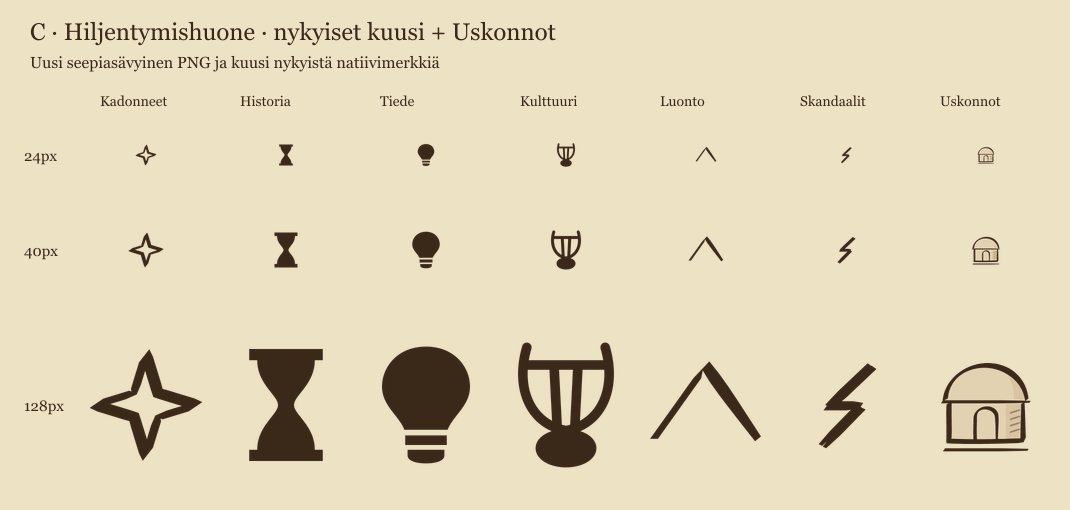 C · Hiljentymishuone · nykyiset kuusi + Uskonnot
Uusi seepiasävyinen PNG ja kuusi nykyistä natiivimerkkiä
Kadonneet Historia Tiede Kulttuuri Luonto Skandaalit Uskonnot
24px
40px
128px